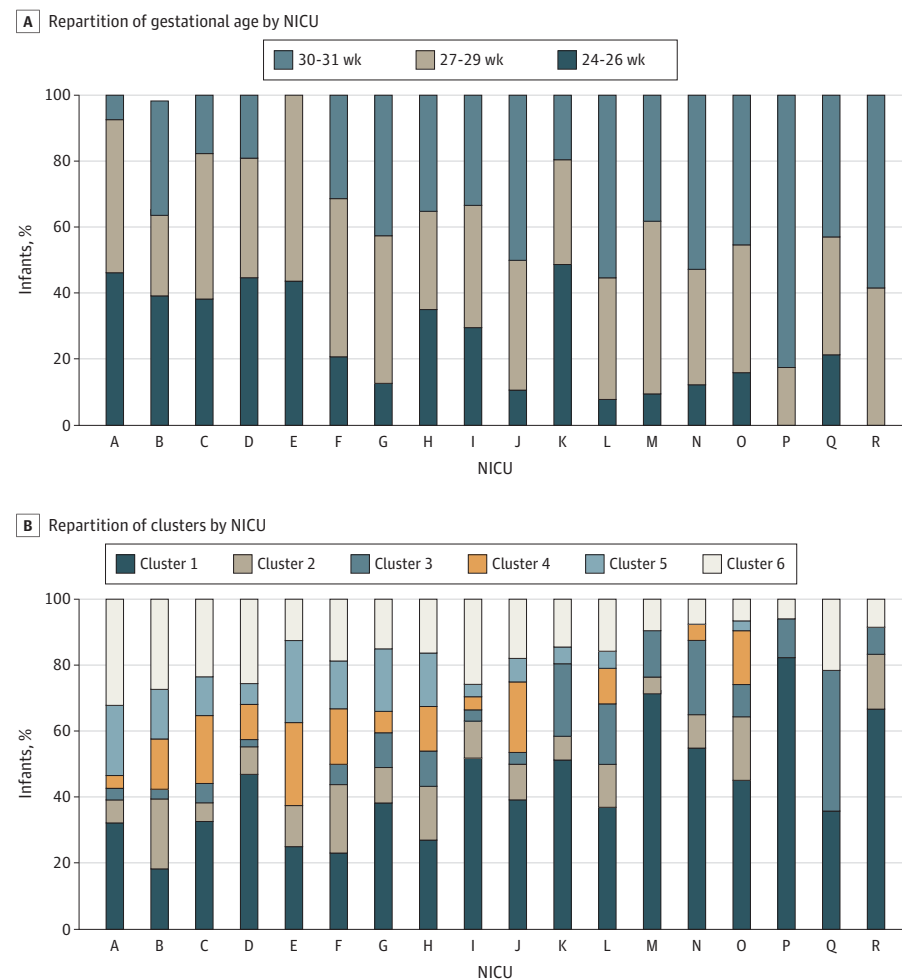 A Repartition of gestational age by NICU
30-31 wk 27-29 wk 24-26 wk
100
80
60
40
20
0
Infants, %
A B C D E F G H I J K L M N O P Q R
NICU
B Repartition of clusters by NICU
Cluster 1 Cluster 2 Cluster 3 Cluster 4 Cluster 5 Cluster 6
100
80
60
40
20
0
Infants, %
A B C D E F G H I J K L M N O P Q R
NICU